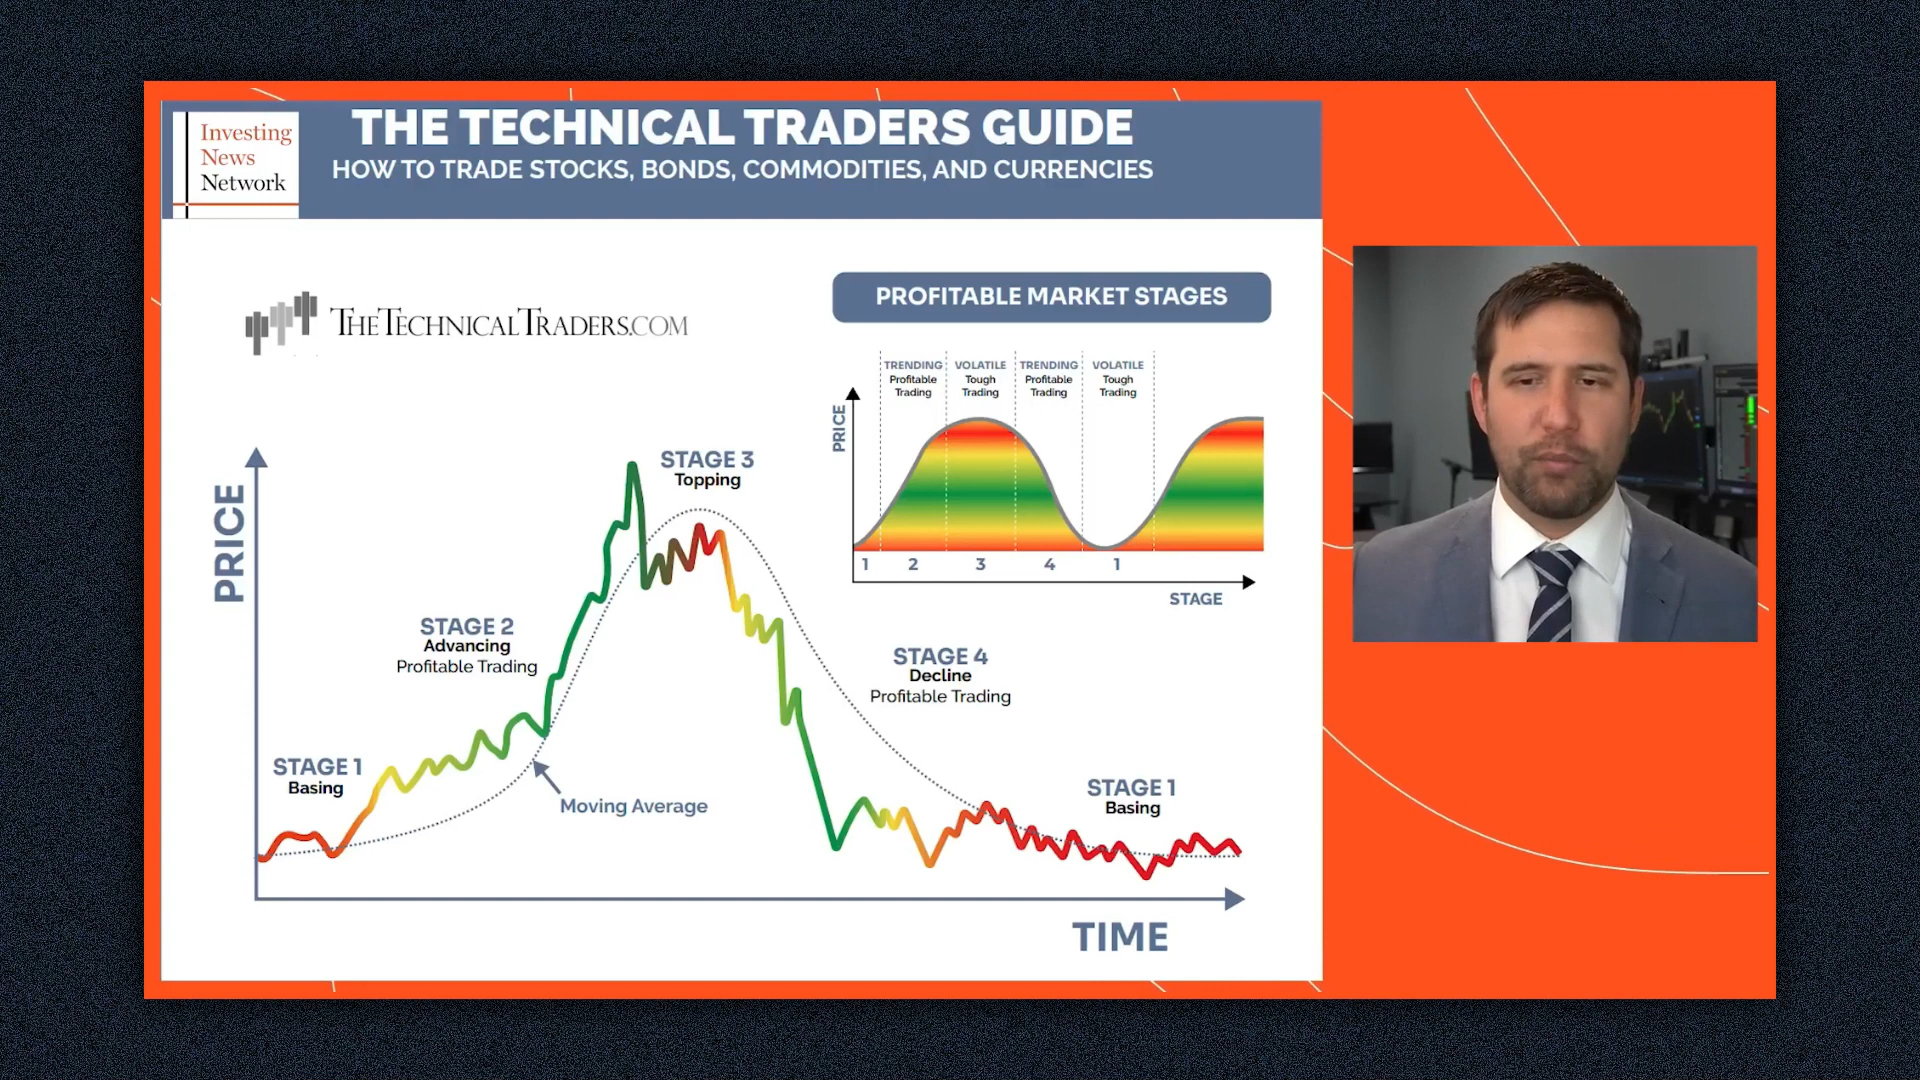 Investing
News
Network
THE TECHNICAL TRADERS GUIDE
HOW TO TRADE STOCKS, BONDS, COMMODITIES, AND CURRENCIES
THETECHNICALTRADERS.COM
PROFITABLE MARKET STAGES
TRENDING
Profitable
Trading
VOLATILE
Tough
Trading
TRENDING
Profitable
Trading
VOLATILE
Tough
Trading
PRICE
1 2 3 4 1
STAGE
PRICE
STAGE 3
Topping
STAGE 2
Advancing
Profitable Trading
STAGE 4
Decline
Profitable Trading
STAGE 1
Basing
Moving Average
STAGE 1
Basing
TIME